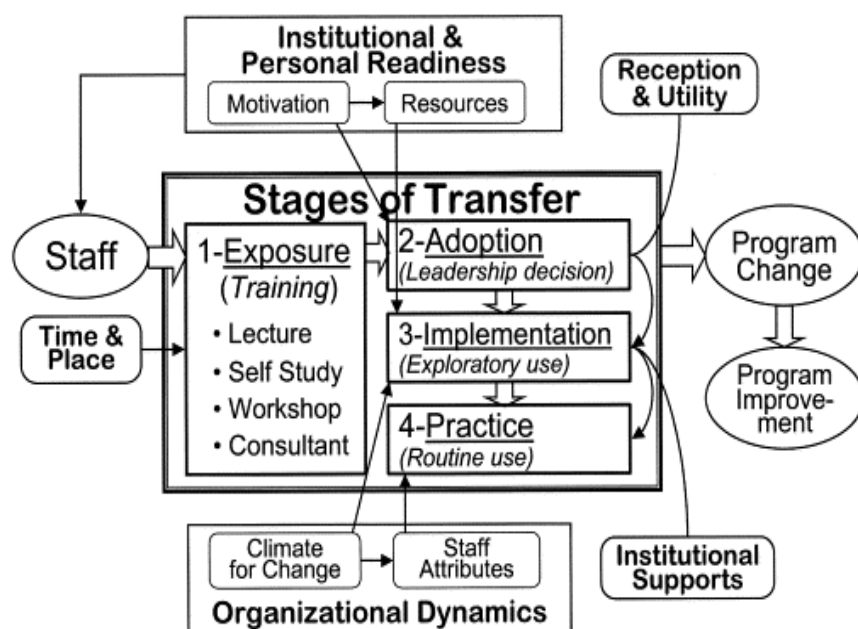 Institutional &
Personal Readiness
Motivation
Resources
Reception
& Utility
Stages of Transfer
Staff
1-Exposure
(Training)
• Lecture
• Self Study
• Workshop
• Consultant
2-Adoption
(Leadership decision)
3-Implementation
(Exploratory use)
4-Practice
(Routine use)
Program
Change
Time &
Place
Program
Improve-
ment
Climate
for Change
Staff
Attributes
Organizational Dynamics
Institutional
Supports